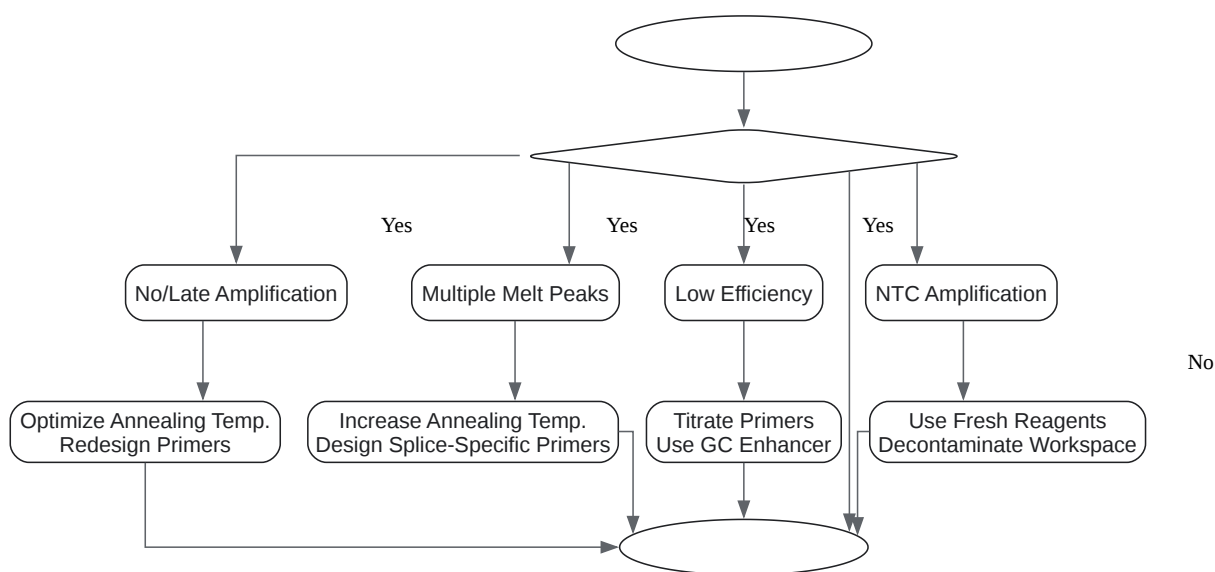 Yes
Yes
Yes
Yes
No/Late Amplification
Multiple Melt Peaks
Low Efficiency
NTC Amplification
No
Optimize Annealing Temp.
Redesign Primers
Increase Annealing Temp.
Design Splice-Specific Primers
Titrate Primers
Use GC Enhancer
Use Fresh Reagents
Decontaminate Workspace